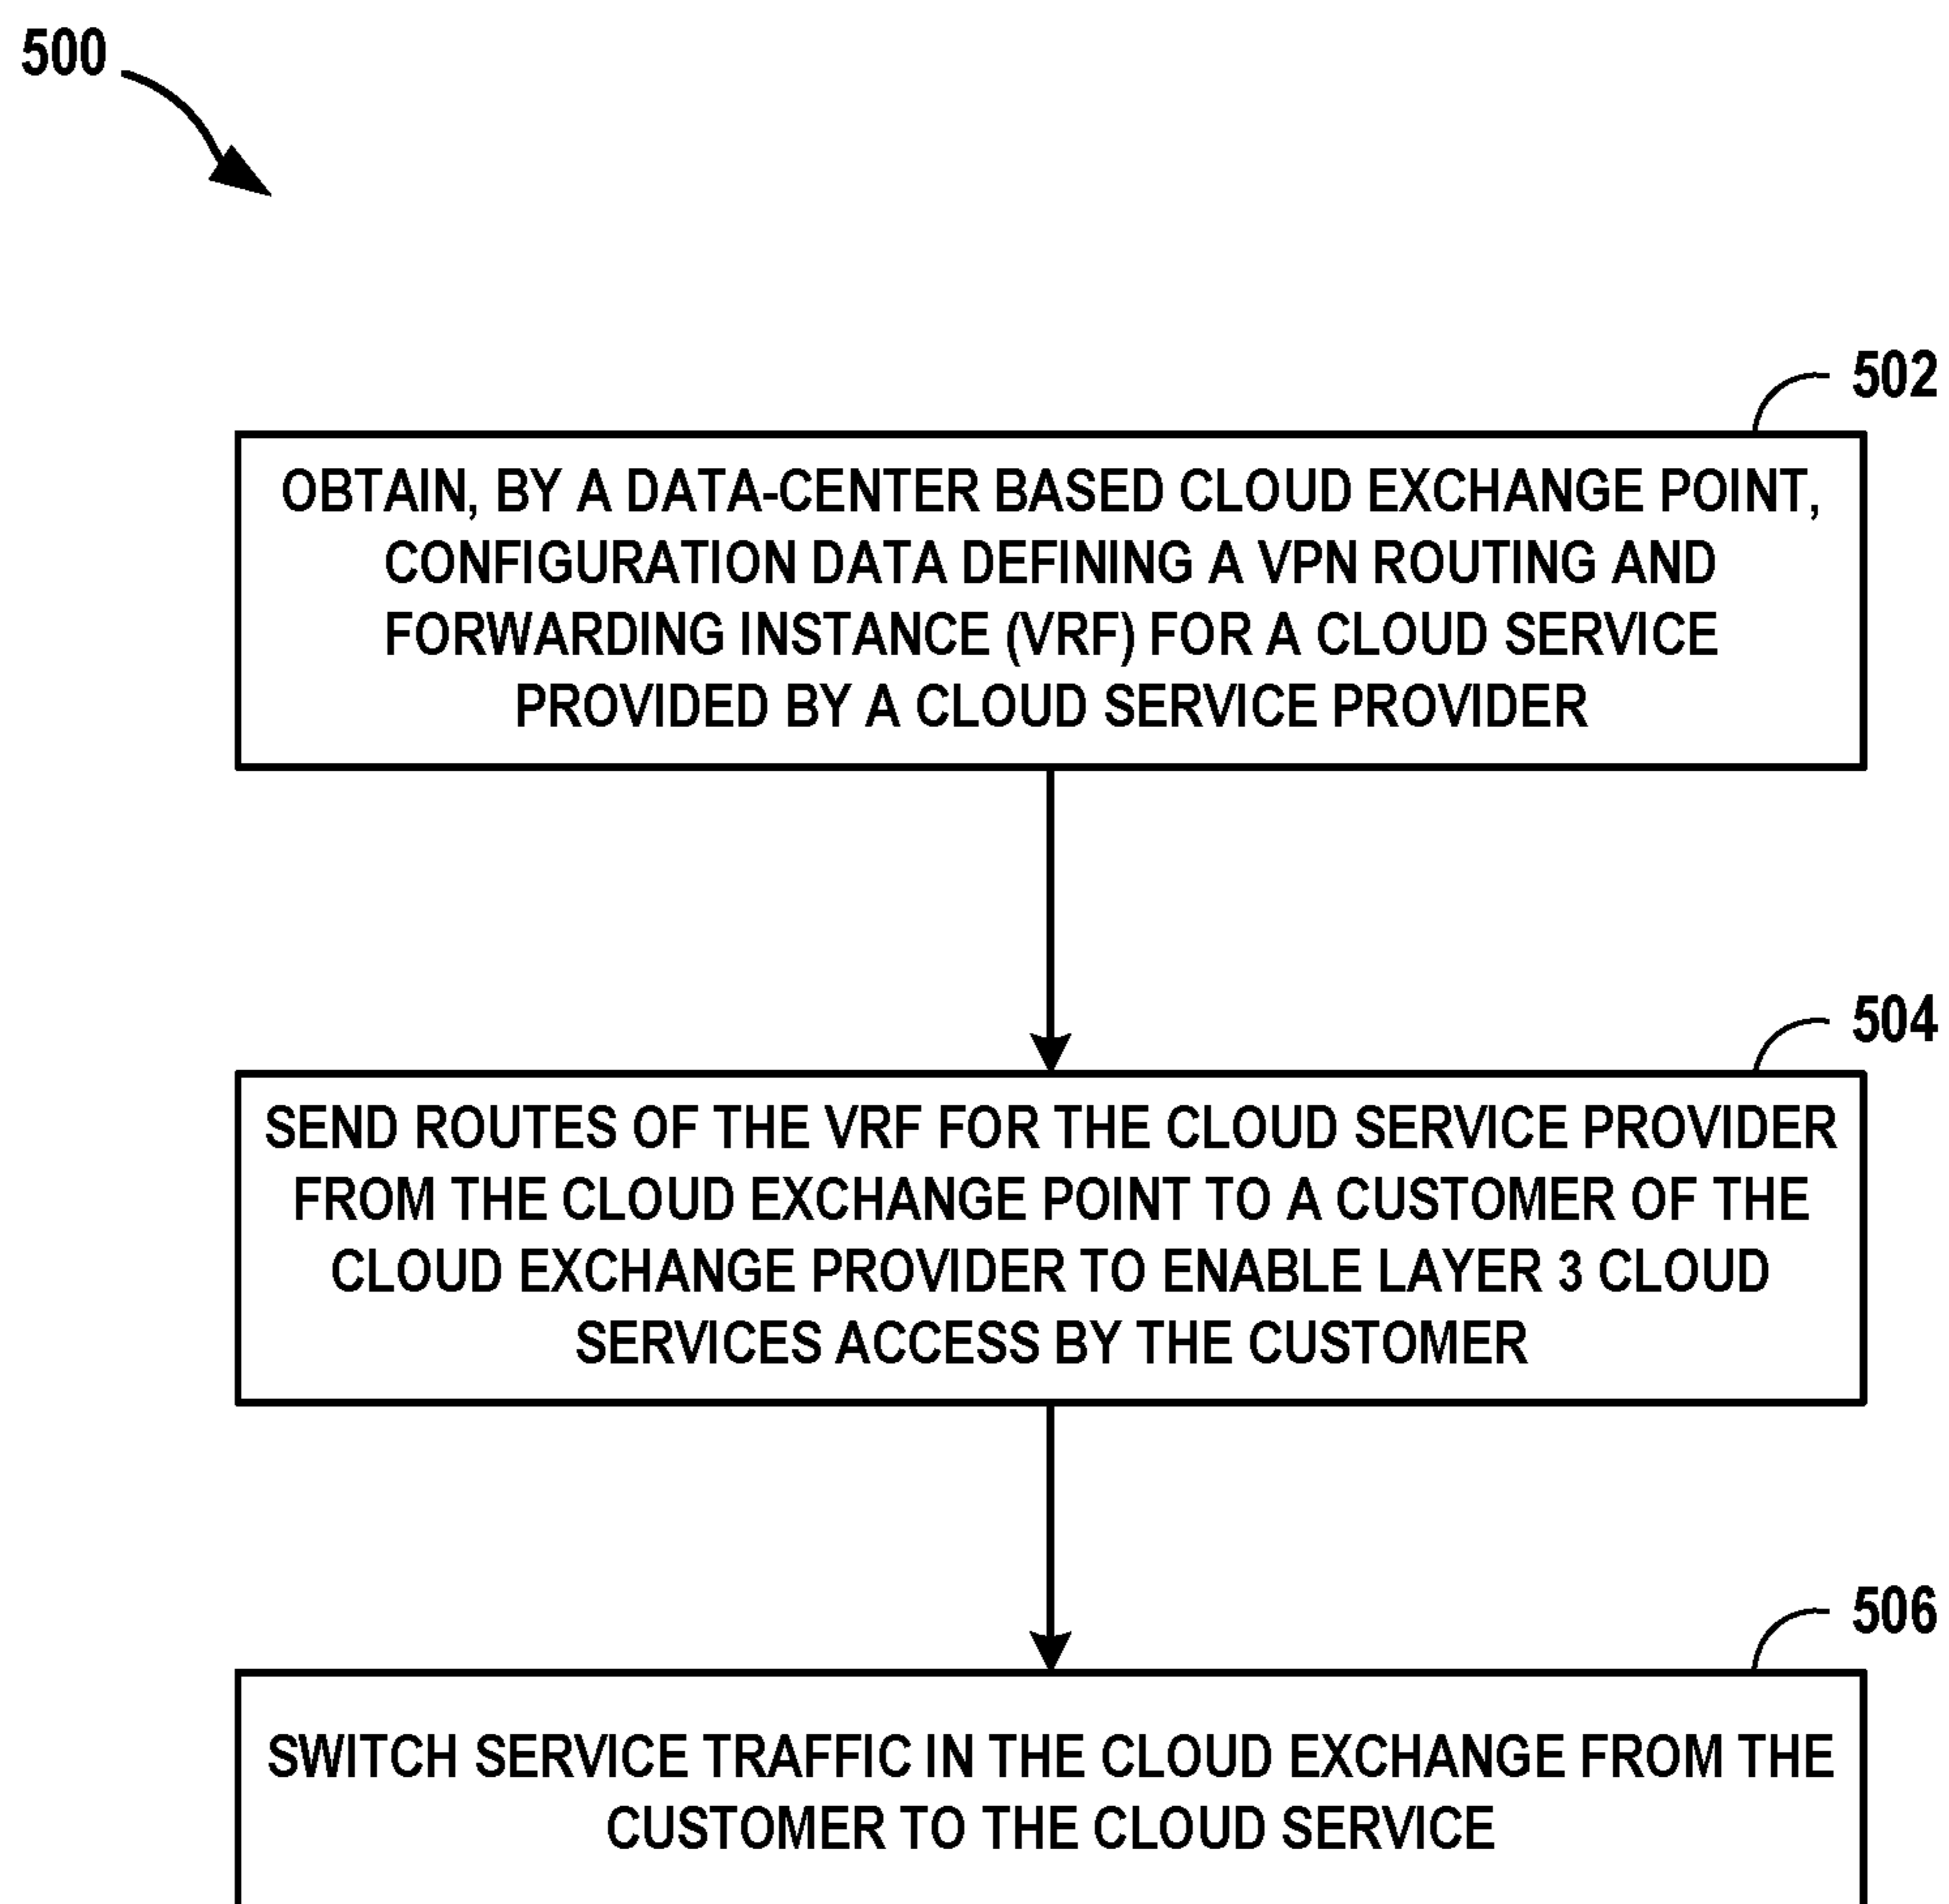 500
502
OBTAIN, BY A DATA-CENTER BASED CLOUD EXCHANGE POINT,
CONFIGURATION DATA DEFINING A VPN ROUTING AND
FORWARDING INSTANCE (VRF) FOR A CLOUD SERVICE
PROVIDED BY A CLOUD SERVICE PROVIDER
504
SEND ROUTES OF THE VRF FOR THE CLOUD SERVICE PROVIDER
FROM THE CLOUD EXCHANGE POINT TO A CUSTOMER OF THE
CLOUD EXCHANGE PROVIDER TO ENABLE LAYER 3 CLOUD
SERVICES ACCESS BY THE CUSTOMER
506
SWITCH SERVICE TRAFFIC IN THE CLOUD EXCHANGE FROM THE
CUSTOMER TO THE CLOUD SERVICE